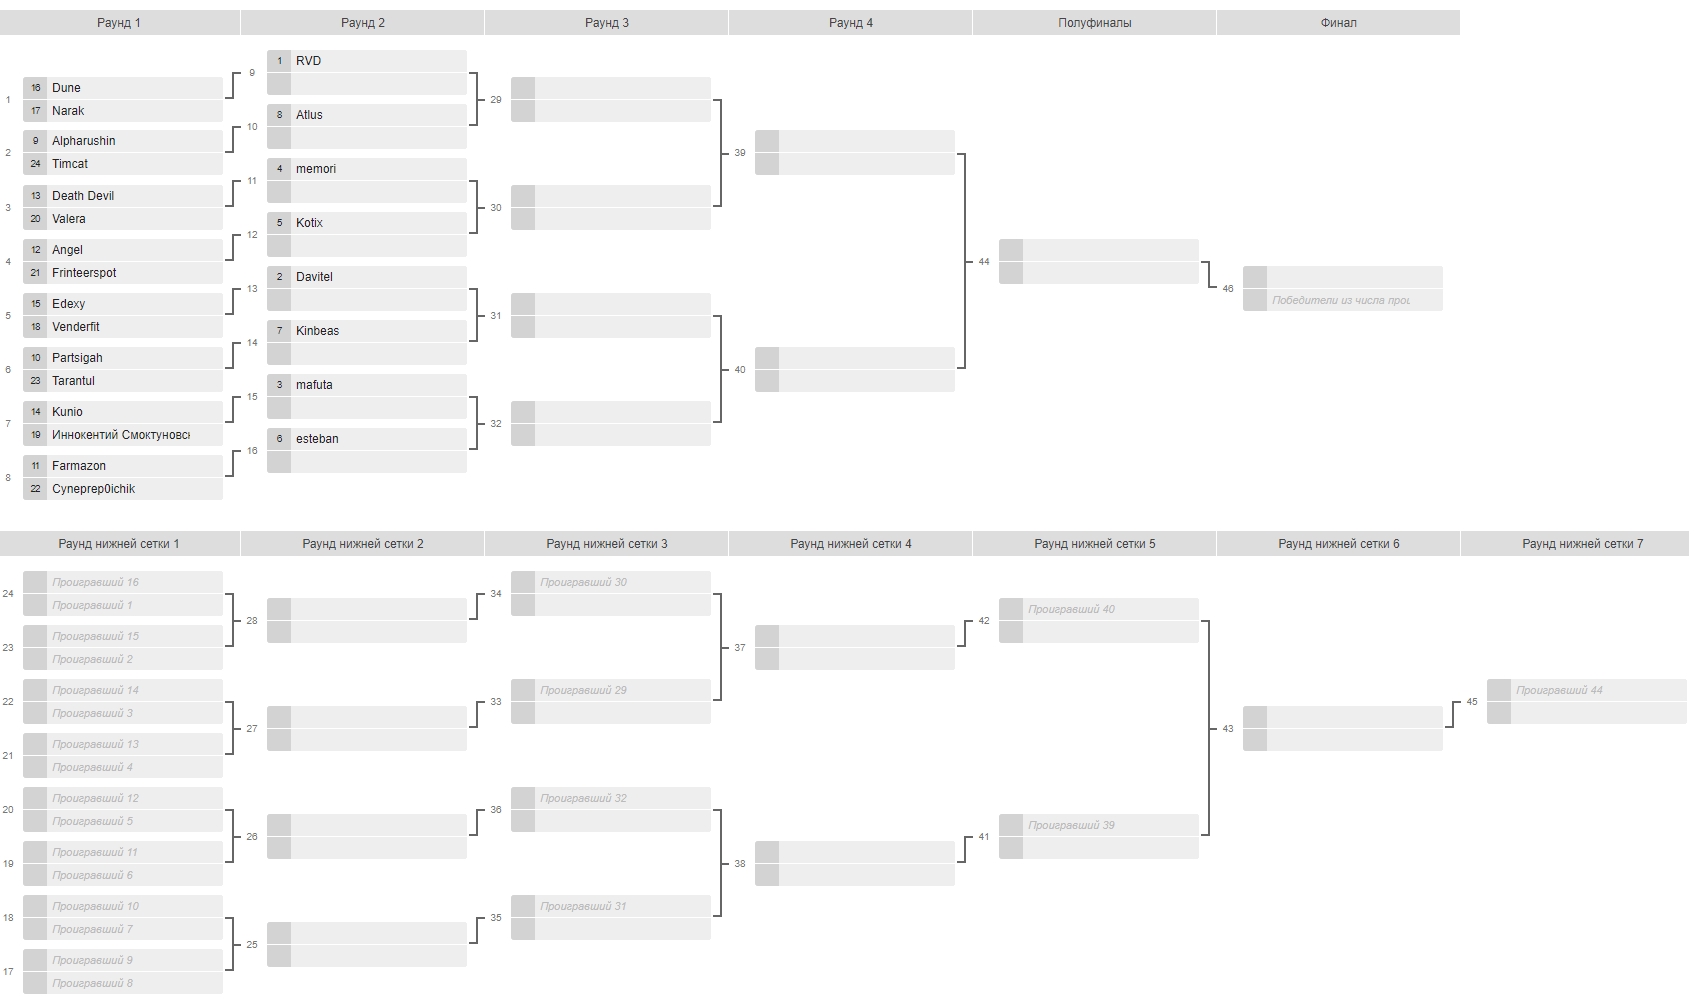 Раунд 1
Раунд 2
Раунд 3
Раунд 4
Полуфиналы
Финал
1
16 Dune
17 Narak
2
9 Alpharushin
24 Timcat
3
13 Death Devil
20 Valera
4
12 Angel
21 Frinteerspot
5
15 Edexy
18 Venderfit
6
10 Partsigah
23 Tarantul
7
14 Kunio
19 Иннокентий Смоктуновск
8
11 Farmazon
22 Cyneprep0ichik
9
1 RVD
10
8 Atlus
11
4 memori
12
5 Kotix
13
2 Davitel
14
7 Kinbeas
15
3 mafuta
16
6 esteban
29
30
31
32
39
40
44
46
Победители из числа прои
Раунд нижней сетки 1
Раунд нижней сетки 2
Раунд нижней сетки 3
Раунд нижней сетки 4
Раунд нижней сетки 5
Раунд нижней сетки 6
Раунд нижней сетки 7
24
Проигравший 16
Проигравший 1
23
Проигравший 15
Проигравший 2
22
Проигравший 14
Проигравший 3
21
Проигравший 13
Проигравший 4
20
Проигравший 12
Проигравший 5
19
Проигравший 11
Проигравший 6
18
Проигравший 10
Проигравший 7
17
Проигравший 9
Проигравший 8
28
27
26
25
34
Проигравший 30
33
Проигравший 29
36
Проигравший 32
35
Проигравший 31
37
38
42
Проигравший 40
41
Проигравший 39
43
45
Проигравший 44